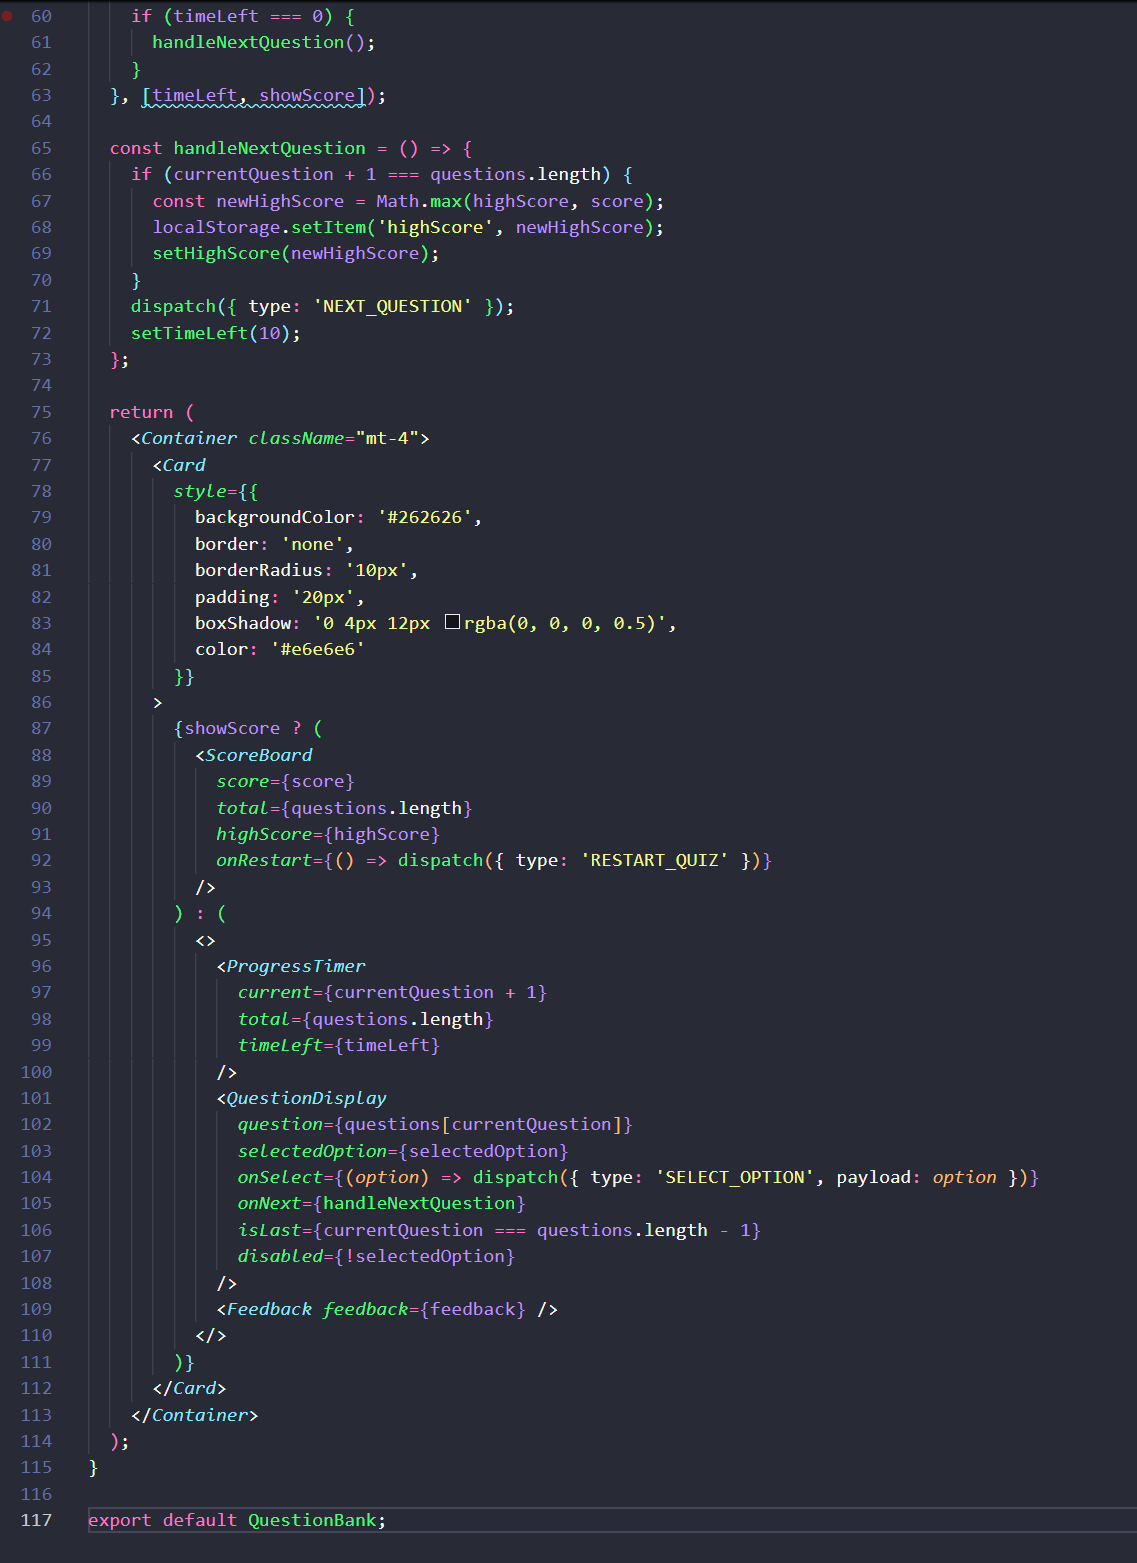 60 if (timeLeft === 0) {
61 handleNextQuestion();
62 }
63 }, [timeLeft, showScore]);
64
65 const handleNextQuestion = () => {
66 if (currentQuestion + 1 === questions.length) {
67 const newHighScore = Math.max(highScore, score);
68 localStorage.setItem('highScore', newHighScore);
69 setHighScore(newHighScore);
70 }
71 dispatch({ type: 'NEXT_QUESTION' });
72 setTimeLeft(10);
73 };
74
75 return (
76 <Container className="mt-4">
77 <Card
78 style={{
79 backgroundColor: '#262626',
80 border: 'none',
81 borderRadius: '10px',
82 padding: '20px',
83 boxShadow: '0 4px 12px rgba(0, 0, 0, 0.5)',
84 color: '#e6e6e6'
85 }}
86 >
87 {showScore ? (
88 <ScoreBoard
89 score={score}
90 total={questions.length}
91 highScore={highScore}
92 onRestart={() => dispatch({ type: 'RESTART_QUIZ' })}
93 />
94 ) : (
95 <>
96 <ProgressTimer
97 current={currentQuestion + 1}
98 total={questions.length}
99 timeLeft={timeLeft}
100 />
101 <QuestionDisplay
102 question={questions[currentQuestion]}
103 selectedOption={selectedOption}
104 onSelect={(option) => dispatch({ type: 'SELECT_OPTION', payload: option })}
105 onNext={handleNextQuestion}
106 isLast={currentQuestion === questions.length - 1}
107 disabled={!selectedOption}
108 />
109 <Feedback feedback={feedback} />
110 </>
111 )}
112 </Card>
113 </Container>
114 );
115 }
116
117 export default QuestionBank;